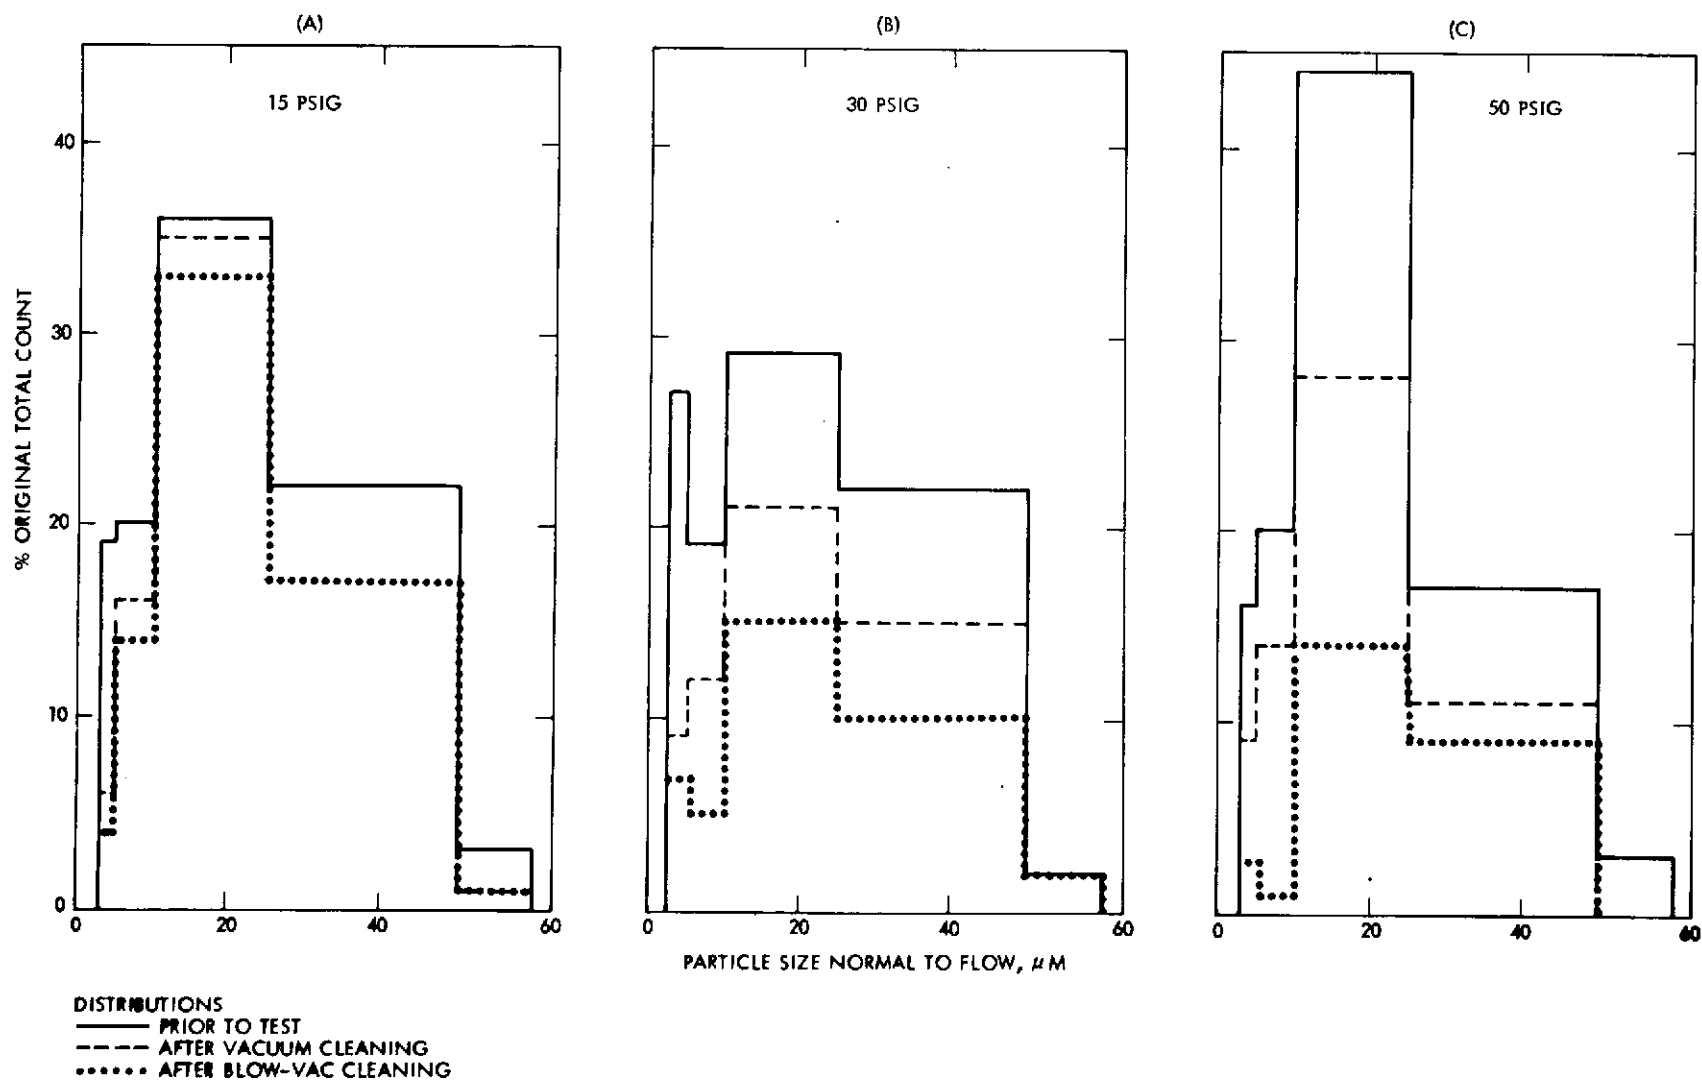 (A)
15 PSIG
(B)
30 PSIG
(C)
50 PSIG
% ORIGINAL TOTAL COUNT
40
30
20
10
0
0 20 40 60
0 20 40 60
0 20 40 60
PARTICLE SIZE NORMAL TO FLOW, μM
DISTRIBUTIONS
PRIOR TO TEST
AFTER VACUUM CLEANING
AFTER BLOW-VAC CLEANING